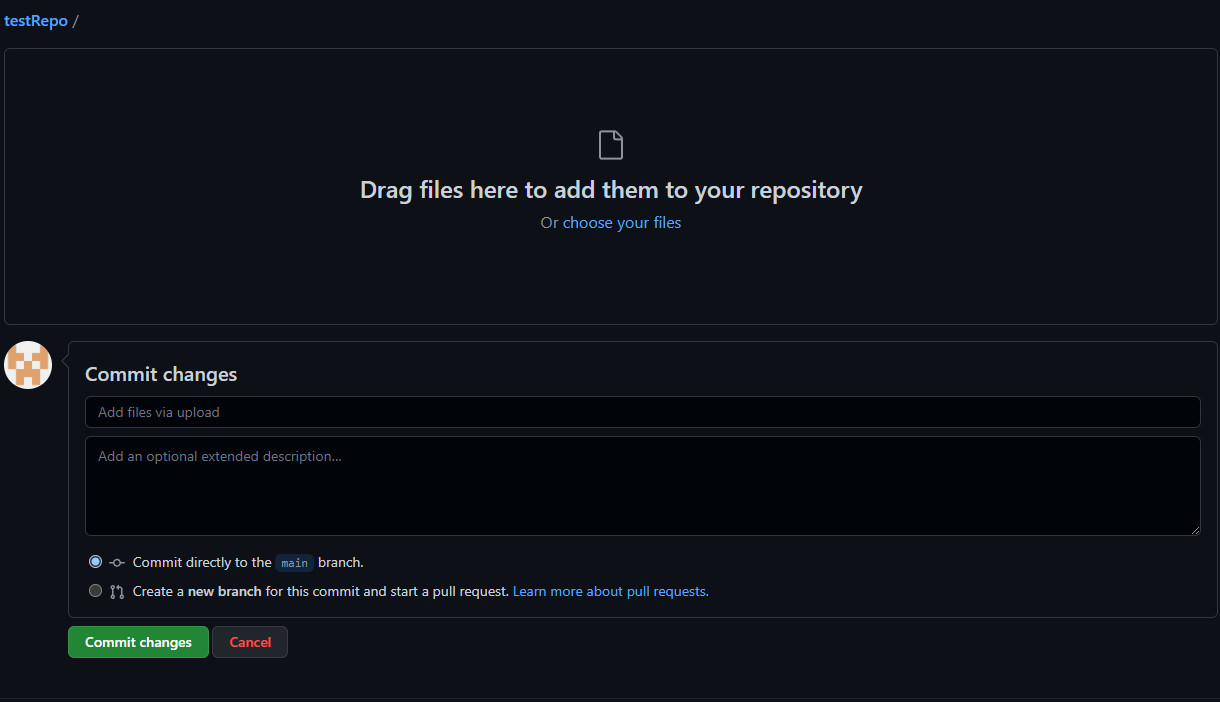 testRepo /
Drag files here to add them to your repository
Or choose your files
Commit changes
Add files via upload
Add an optional extended description...
Commit directly to the main branch.
Create a new branch for this commit and start a pull request. Learn more about pull requests.
Commit changes Cancel